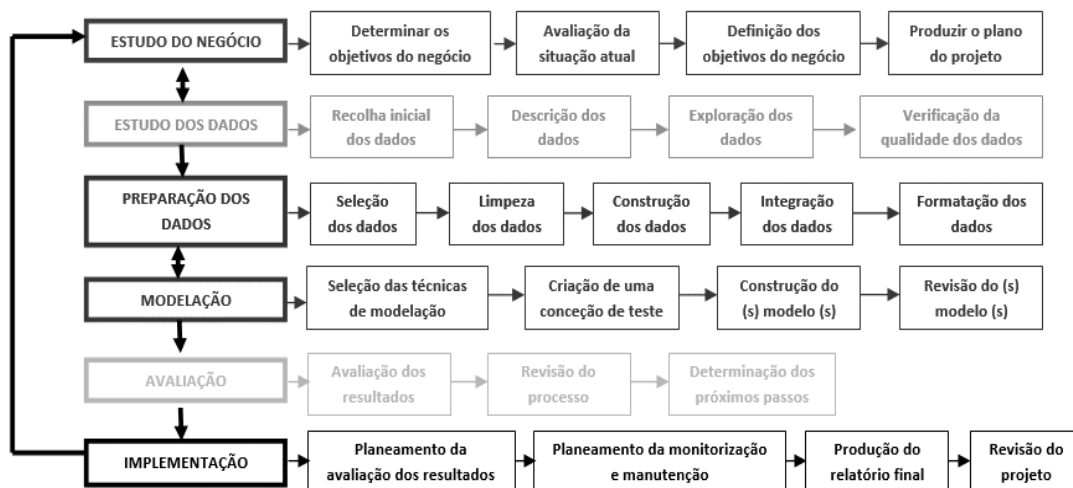 ESTUDO DO NEGÓCIO
Determinar os
objetivos do negócio
Avaliação da
situação atual
Definição dos
objetivos do negócio
Produzir o plano
do projeto
ESTUDO DOS DADOS
Recolha inicial
dos dados
Descrição dos
dados
Exploração dos
dados
Verificação da
qualidade dos dados
PREPARAÇÃO DOS
DADOS
Seleção
dos dados
Limpeza
dos dados
Construção
dos dados
Integração
dos dados
Formatação dos
dados
MODELAÇÃO
Seleção das técnicas
de modelação
Criação de uma
conceção de teste
Construção do
(s) modelo (s)
Revisão do (s)
modelo (s)
AVALIAÇÃO
Avaliação dos
resultados
Revisão do
processo
Determinação dos
próximos passos
IMPLEMENTAÇÃO
Planeamento da
avaliação dos resultados
Planeamento da monitorização
e manutenção
Produção do
relatório final
Revisão do
projeto